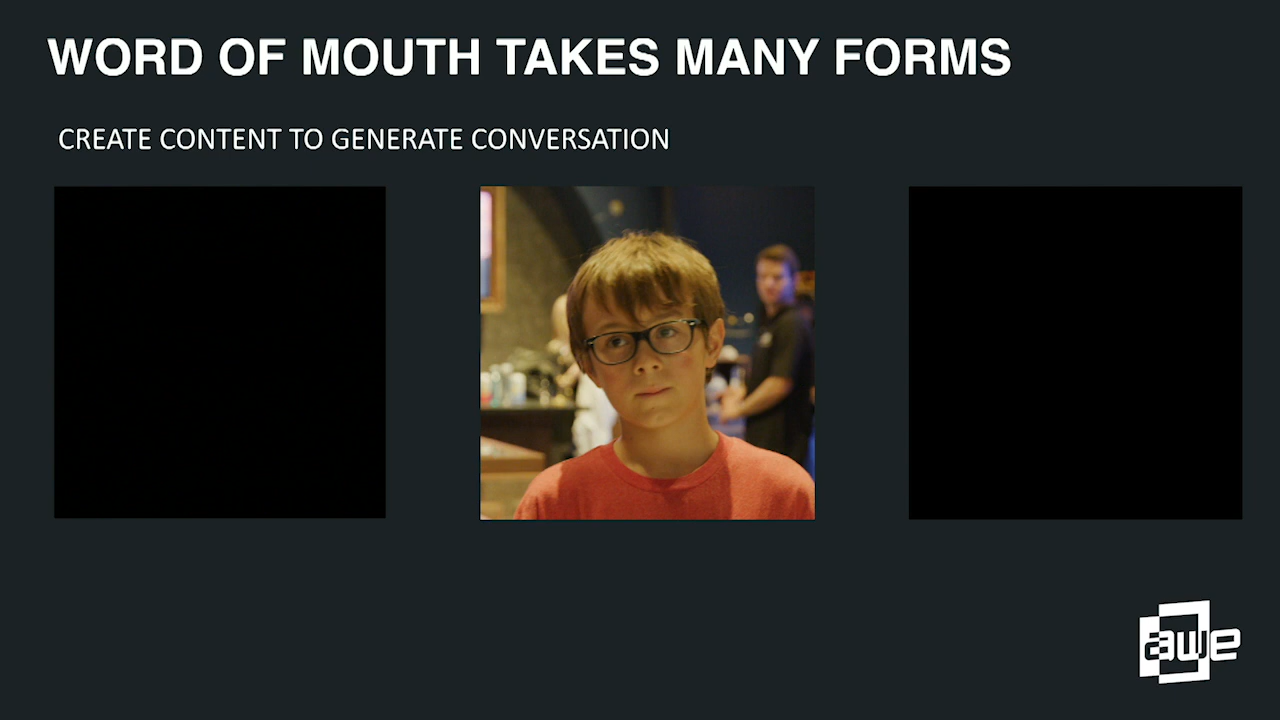 WORD OF MOUTH TAKES MANY FORMS
CREATE CONTENT TO GENERATE CONVERSATION
awe